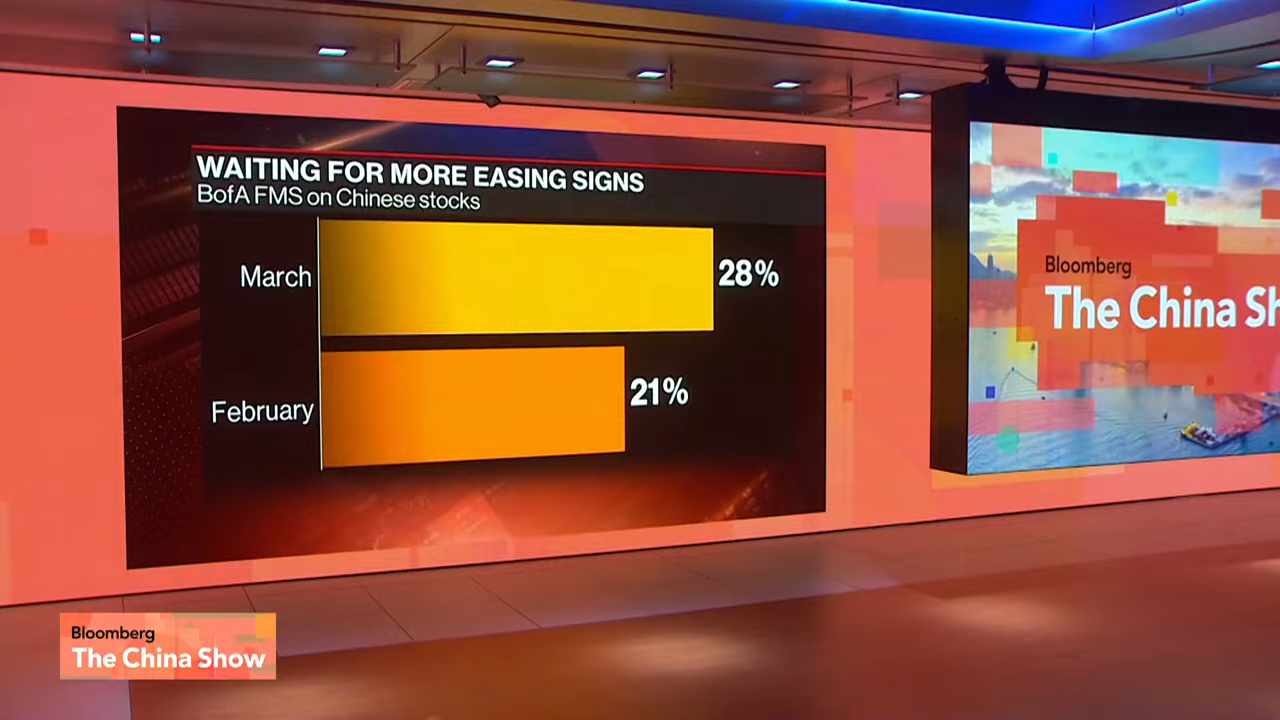 WAITING FOR MORE EASING SIGNS
BofA FMS on Chinese stocks
March
28%
February
21%
Bloomberg
The China Sh
Bloomberg
The China Show